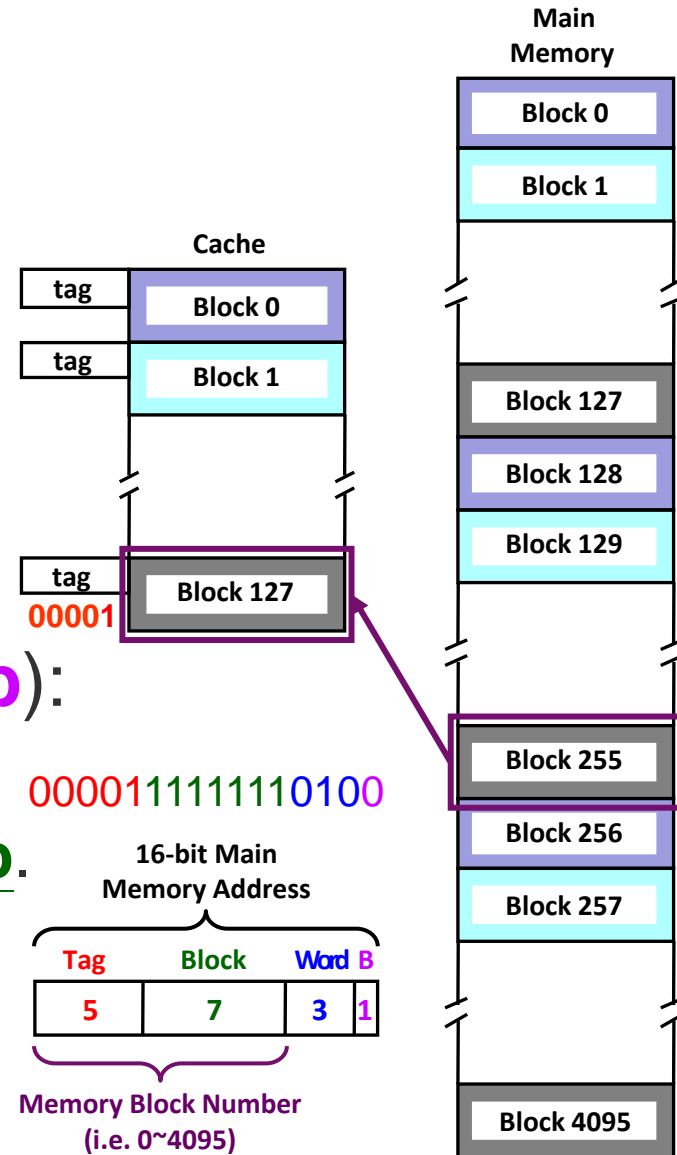 Main
Memory
Block 0
Block 1
Cache
tag
Block 0
tag
Block 1
Block 127
Block 128
Block 129
tag
Block 127
00001
b):
Block 255
0000111111110100
Block 256
b.
16-bit Main
Memory Address
Block 257
Tag Block Word B
5 7 3 1
Memory Block Number
(i.e. 0~4095)
Block 4095